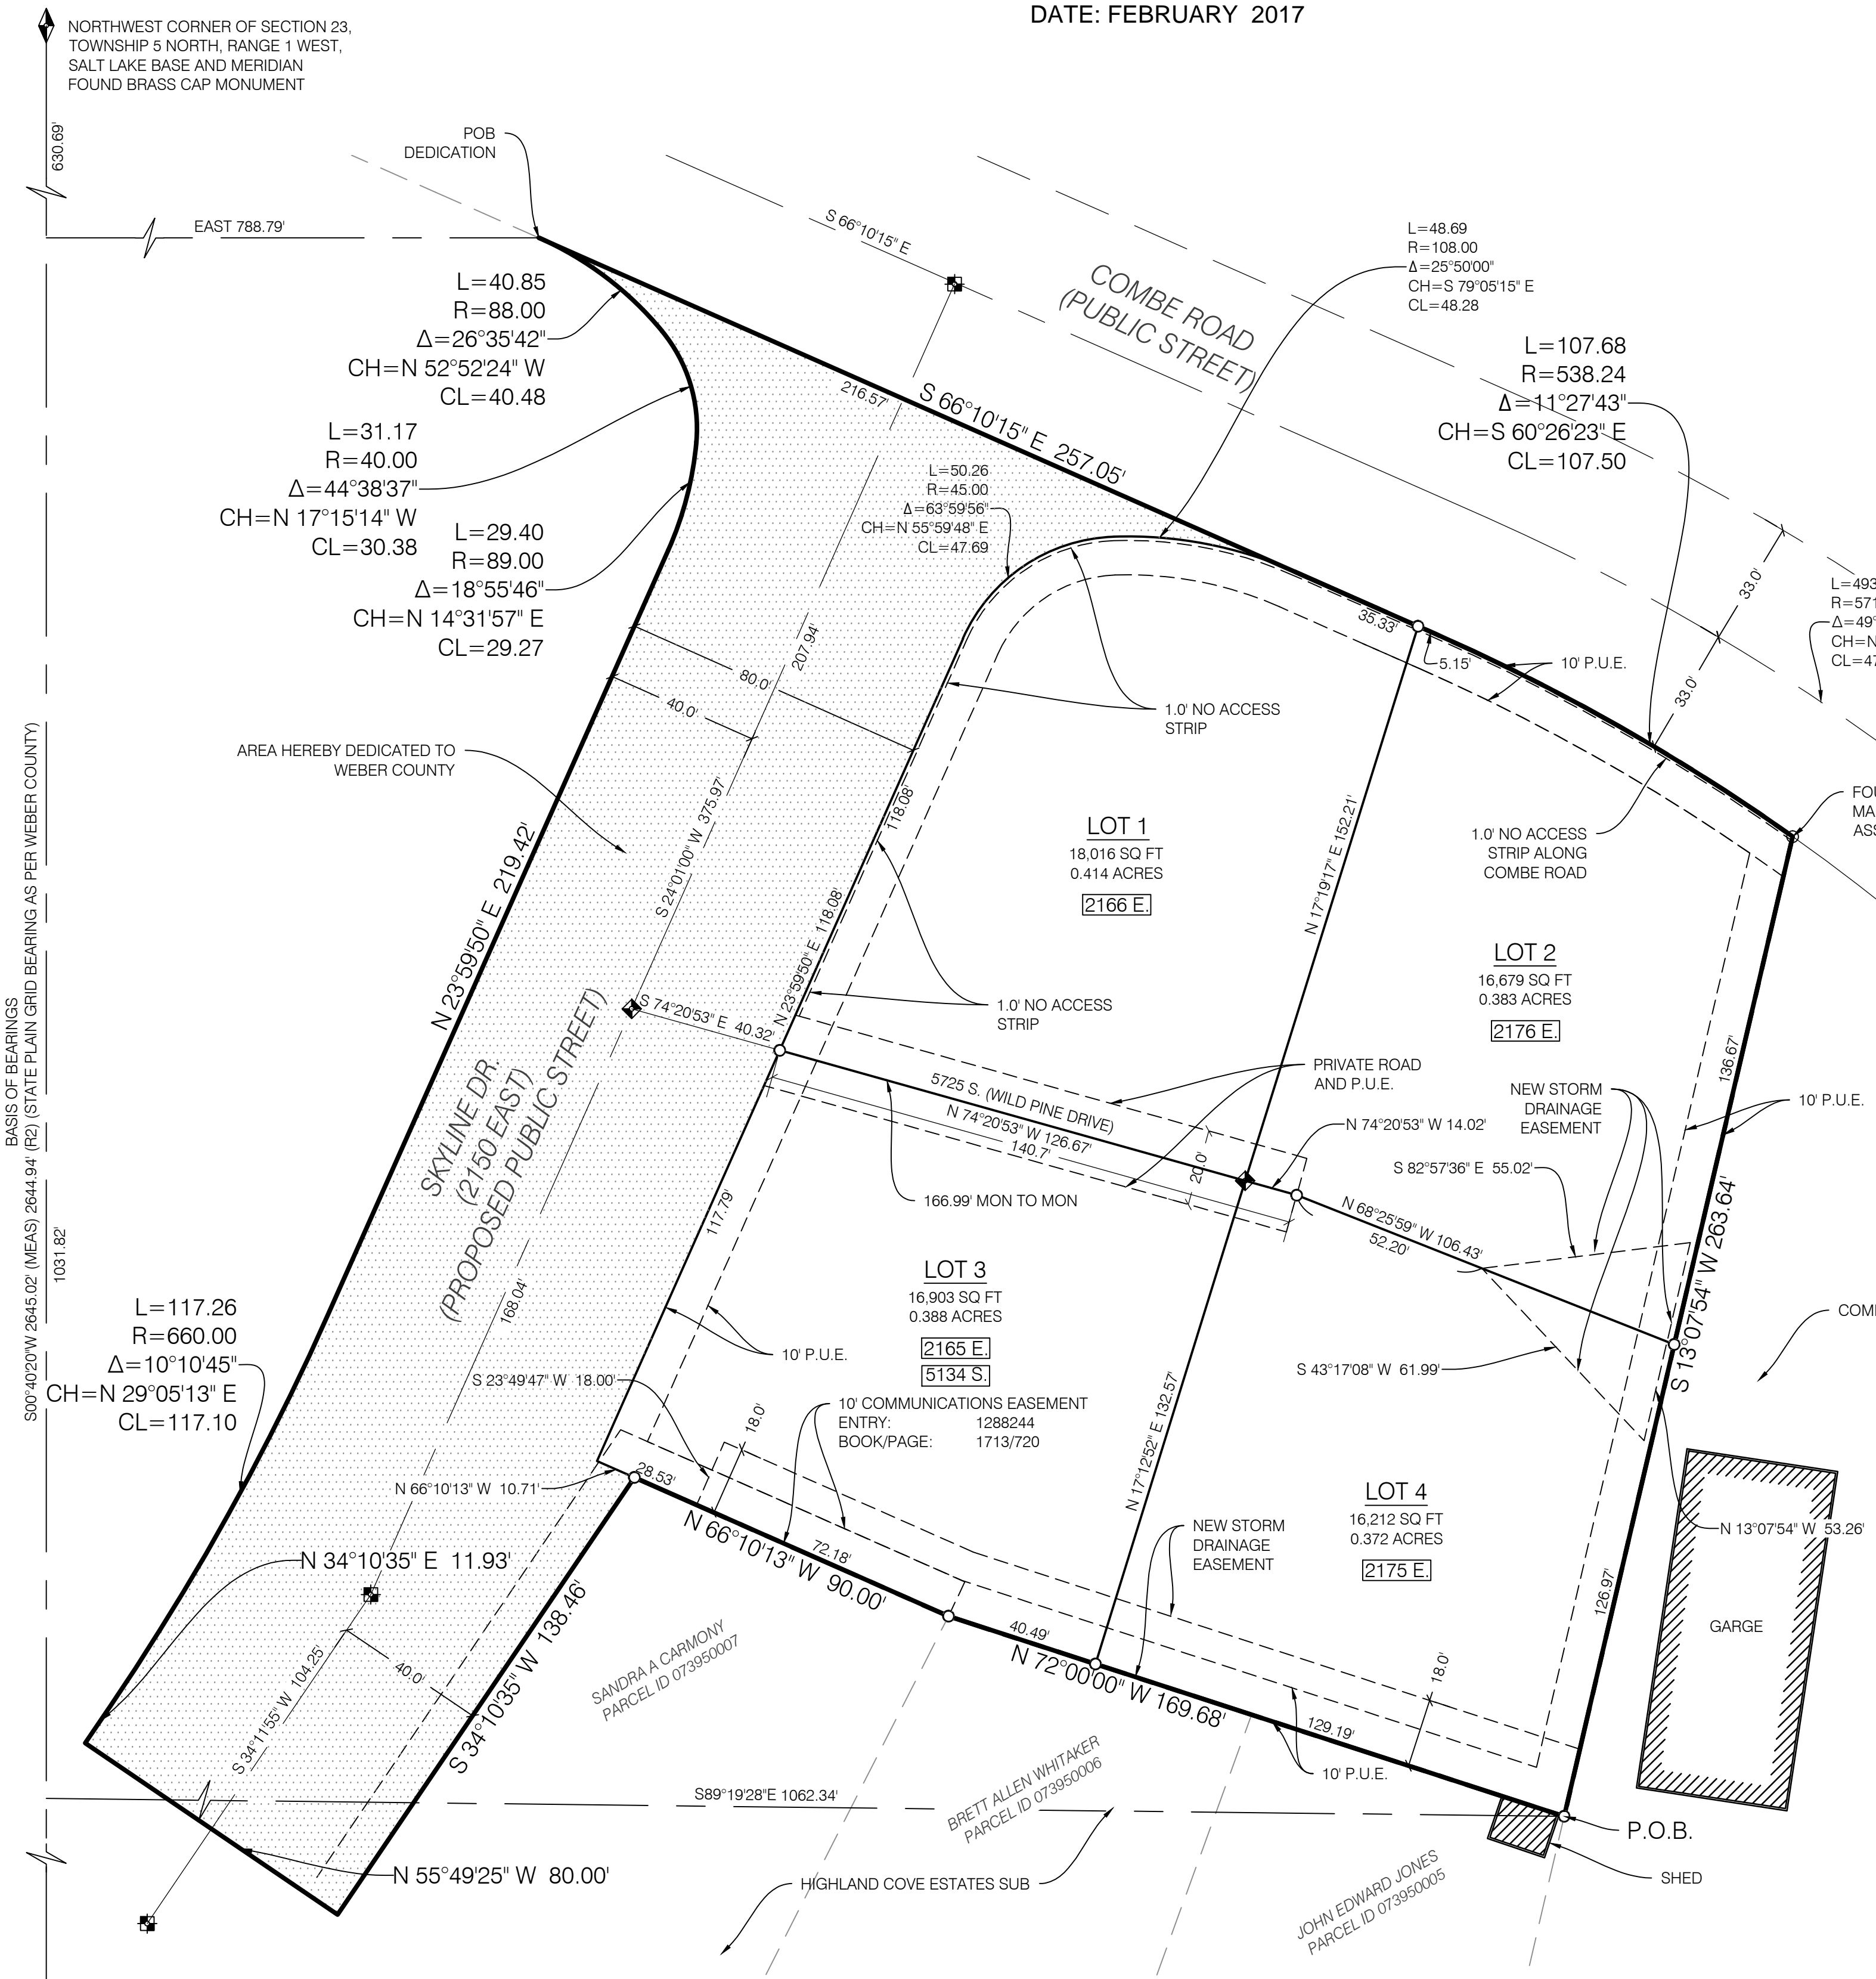 DATE: FEBRUARY 2017
NORTHWEST CORNER OF SECTION 23,
TOWNSHIP 5 NORTH, RANGE 1 WEST,
SALT LAKE BASE AND MERIDIAN
FOUND BRASS CAP MONUMENT
630.69'
POB
DEDICATION
EAST 788.79'
S 66°10'15" E
COMBE ROAD
(PUBLIC STREET)
L=48.69
R=108.00
Δ=25°50'00"
CH=S 79°05'15" E
CL=48.28
L=40.85
R=88.00
Δ=26°35'42"
CH=N 52°52'24" W
CL=40.48
L=107.68
R=538.24
Δ=11°27'43"
CH=S 60°26'23" E
CL=107.50
216.57'
S 66°10'15" E 257.05'
L=31.17
R=40.00
Δ=44°38'37"
CH=N 17°15'14" W
CL=30.38
L=50.26
R=45.00
Δ=63°59'56"
CH=N 55°59'48" E
CL=47.69
L=29.40
R=89.00
Δ=18°55'46"
CH=N 14°31'57" E
CL=29.27
33.0'
33.0'
L=493
R=571
Δ=49°
CH=N
CL=47
35.33'
5.15'
10' P.U.E.
207.94'
80.0'
40.0'
1.0' NO ACCESS
STRIP
AREA HEREBY DEDICATED TO
WEBER COUNTY
S 24°01'00" W 375.97'
118.08'
N 23°59'50" E 118.08'
N 23°59'50" E 219.42'
LOT 1
18,016 SQ FT
0.414 ACRES
2166 E.
N 17°19'17" E 152.21'
1.0' NO ACCESS
STRIP ALONG
COMBE ROAD
FOU
MA
ASS
LOT 2
16,679 SQ FT
0.383 ACRES
2176 E.
1.0' NO ACCESS
STRIP
S 74°20'53" E 40.32'
BASIS OF BEARINGS
S00°40'20"W 2645.02' (MEAS) 2644.94' (R2) (STATE PLAIN GRID BEARING AS PER WEBER COUNTY)
1031.82'
SKYLINE DR.
(2150 EAST)
(PROPOSED PUBLIC STREET)
5725 S. (WILD PINE DRIVE)
N 74°20'53" W 126.67'
140.7'
PRIVATE ROAD
AND P.U.E.
20.0'
N 74°20'53" W 14.02'
NEW STORM
DRAINAGE
EASEMENT
136.67'
10' P.U.E.
S 82°57'36" E 55.02'
166.99' MON TO MON
117.79'
N 68°25'59" W 106.43'
52.20'
S 13°07'54" W 263.64'
168.04'
LOT 3
16,903 SQ FT
0.388 ACRES
2165 E.
5134 S.
10' P.U.E.
S 23°49'47" W 18.00'
10' COMMUNICATIONS EASEMENT
ENTRY: 1288244
BOOK/PAGE: 1713/720
18.0'
S 43°17'08" W 61.99'
COM
L=117.26
R=660.00
Δ=10°10'45"
CH=N 29°05'13" E
CL=117.10
N 17°12'52" E 132.57'
28.53'
N 66°10'13" W 10.71'
N 66°10'13" W 90.00'
72.18'
LOT 4
16,212 SQ FT
0.372 ACRES
2175 E.
NEW STORM
DRAINAGE
EASEMENT
N 13°07'54" W 53.26'
126.97'
GARGE
N 34°10'35" E 11.93'
S 34°10'35" W 138.46'
S 34°11'55" W 104.25'
40.0'
SANDRA A CARMONY
PARCEL ID 073950007
40.49'
N 72°00'00" W 169.68'
129.19'
18.0'
10' P.U.E.
BRETT ALLEN WHITAKER
PARCEL ID 073950006
S89°19'28"E 1062.34'
P.O.B.
SHED
N 55°49'25" W 80.00'
HIGHLAND COVE ESTATES SUB
JOHN EDWARD JONES
PARCEL ID 073950005